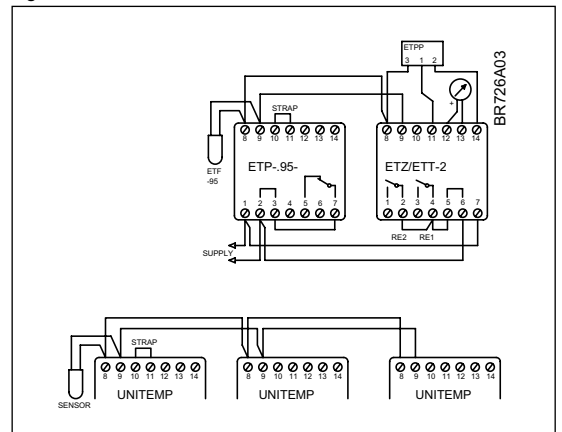 ETPP
3 1 2
BR726A03
+
STRAP
8 9 10 11 12 13 14
8 9 10 11 12 13 14
ETF
-95
ETP-.95-
ETZ/ETT-2
1 2 3 4 5 6 7
1 2 3 4 5 6 7
RE2 RE1
SUPPLY
STRAP
8 9 10 11 12 13 14
8 9 10 11 12 13 14
8 9 10 11 12 13 14
SENSOR
UNITEMP
UNITEMP
UNITEMP